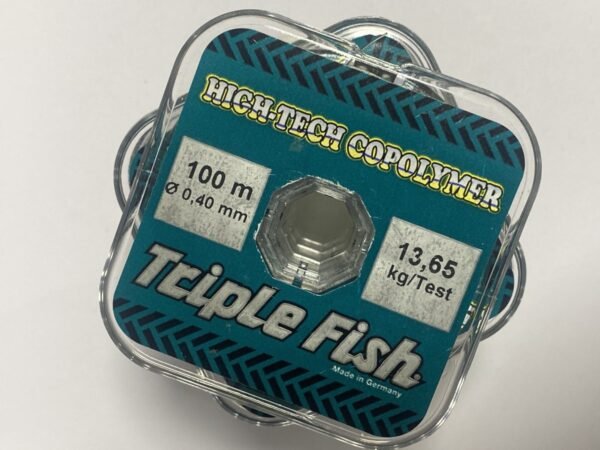 HIGH-TECH COPOLYMER
100 m
Ø 0,40 mm
13,65
kg/Test
Triple Fish
Made in Germany